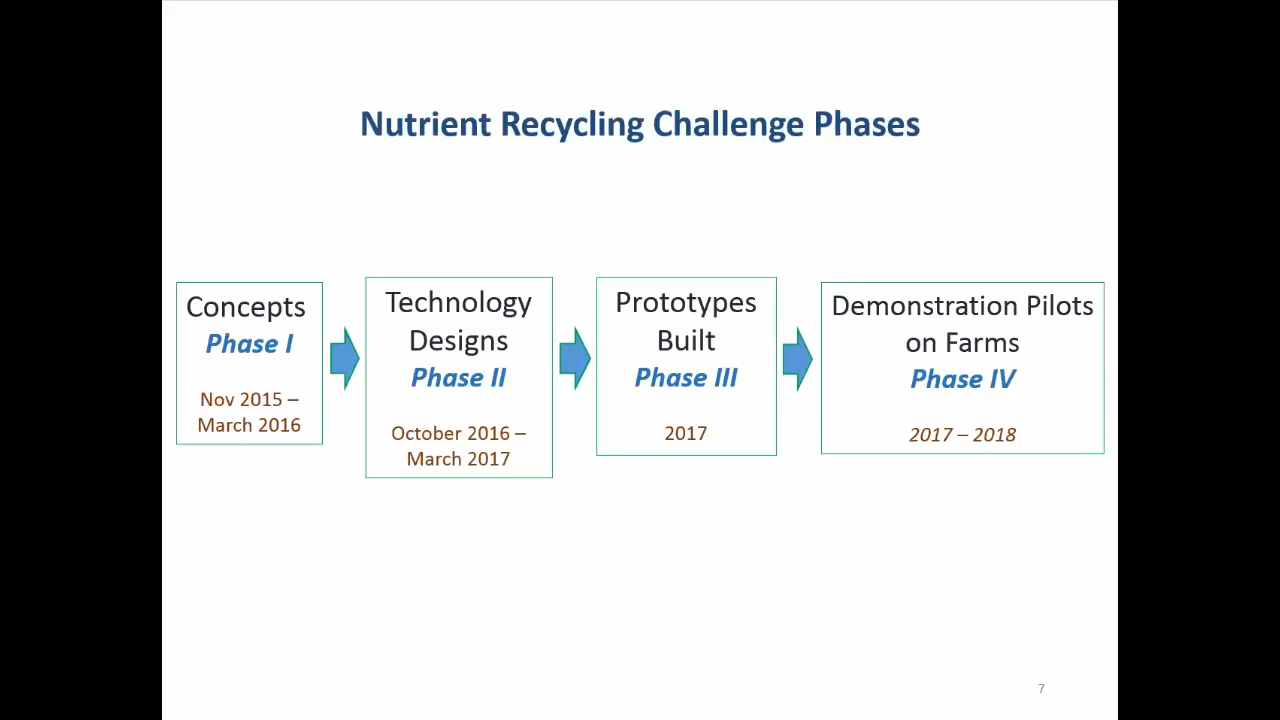 Nutrient Recycling Challenge Phases
Concepts
Phase I
Nov 2015 –
March 2016
Technology
Designs
Phase II
October 2016 –
March 2017
Prototypes
Built
Phase III
2017
Demonstration Pilots
on Farms
Phase IV
2017 – 2018
7